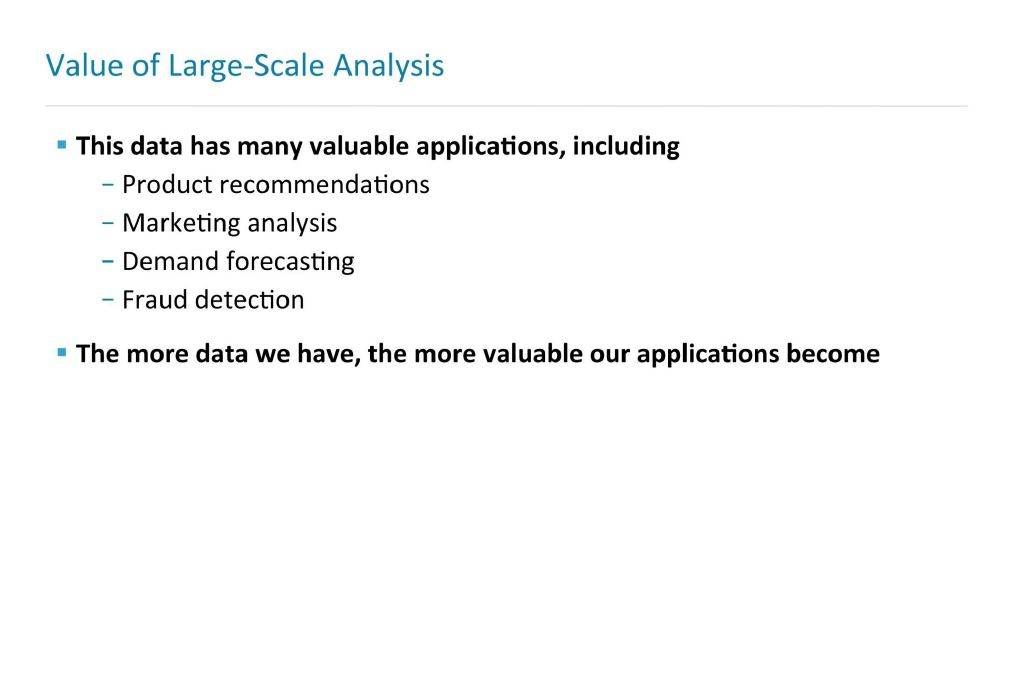 Value of Large-Scale Analysis
▪ This data has many valuable applications, including
– Product recommendations
– Marketing analysis
– Demand forecasting
– Fraud detection
▪ The more data we have, the more valuable our applications become